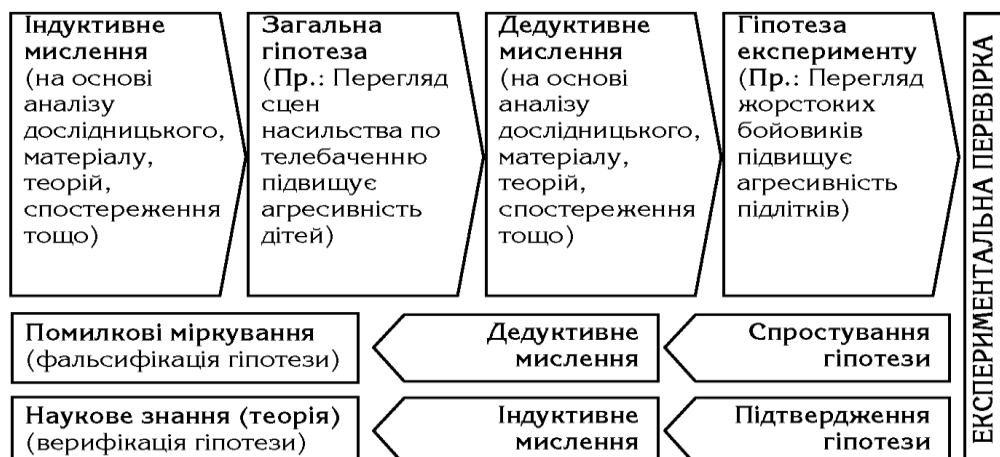 Індуктивне
мислення
(на основі
аналізу
дослідницького,
матеріалу,
теорій,
спостереження
тощо)
Загальна
гіпотеза
(Пр.: Перегляд
сцен
насильства по
телебаченню
підвищує
агресивність
дітей)
Дедуктивне
мислення
(на основі
аналізу
дослідницького,
матеріалу,
теорій,
спостереження
тощо)
Гіпотеза
експерименту
(Пр.: Перегляд
жорстоких
бойовиків
підвищує
агресивність
підлітків)
ЕКСПЕРИМЕНТАЛЬНА ПЕРЕВІРКА
Помилкові міркування
(фальсифікація гіпотези)
Дедуктивне
мислення
Спростування
гіпотези
Наукове знання (теорія)
(верифікація гіпотези)
Індуктивне
мислення
Підтвердження
гіпотези